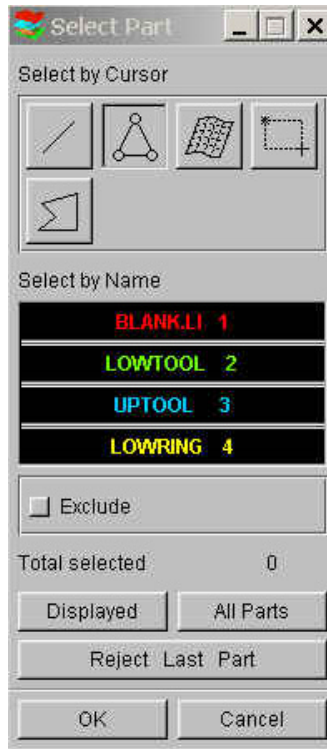 Select Part
Select by Cursor
Select by Name
BLANK.LI 1
LOWTOOL 2
UPTOOL 3
LOWRING 4
Exclude
Total selected 0
Displayed All Parts
Reject Last Part
OK Cancel